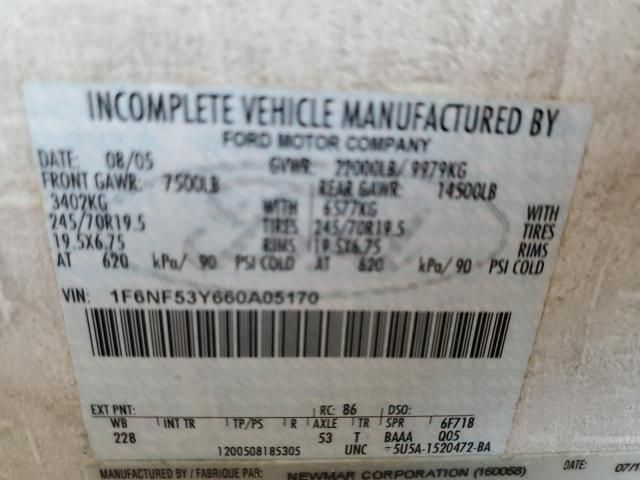 INCOMPLETE VEHICLE MANUFACTURED BY
FORD MOTOR COMPANY
DATE: 08/05 GVWR: 22000LB/ 9979KG
FRONT GAWR: 7500LB REAR GAWR: 14500LB
3402KG WITH 6577KG WITH
245/70R19.5 TIRES 245/70R19.5 TIRES
19.5X6.75 RIMS 19.5X6.75 RIMS
AT 620 kPa/ 90 PSI COLD AT 620 kPa/ 90 PSI COLD
VIN: 1F6NF53Y660A05170
EXT PNT: RC: 86 DSO:
WB INT TR TP/PS R AXLE TR SPR 6F718
228 53 T BAAA Q05
1200508185305 UNC 5U5A-1520472-BA
MANUFACTURED BY / FABRIQUE PAR: NEWMAR CORPORATION (160058) DATE: 07/1